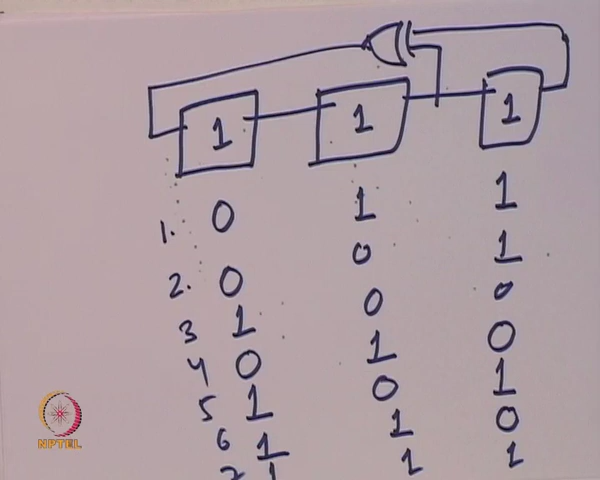 1 1 1
1. 0 1 1
2. 0 0 1
3 1 0 0
4 0 1 0
5 1 0 1
6 1 1 0
7 1 1 1
NPTEL